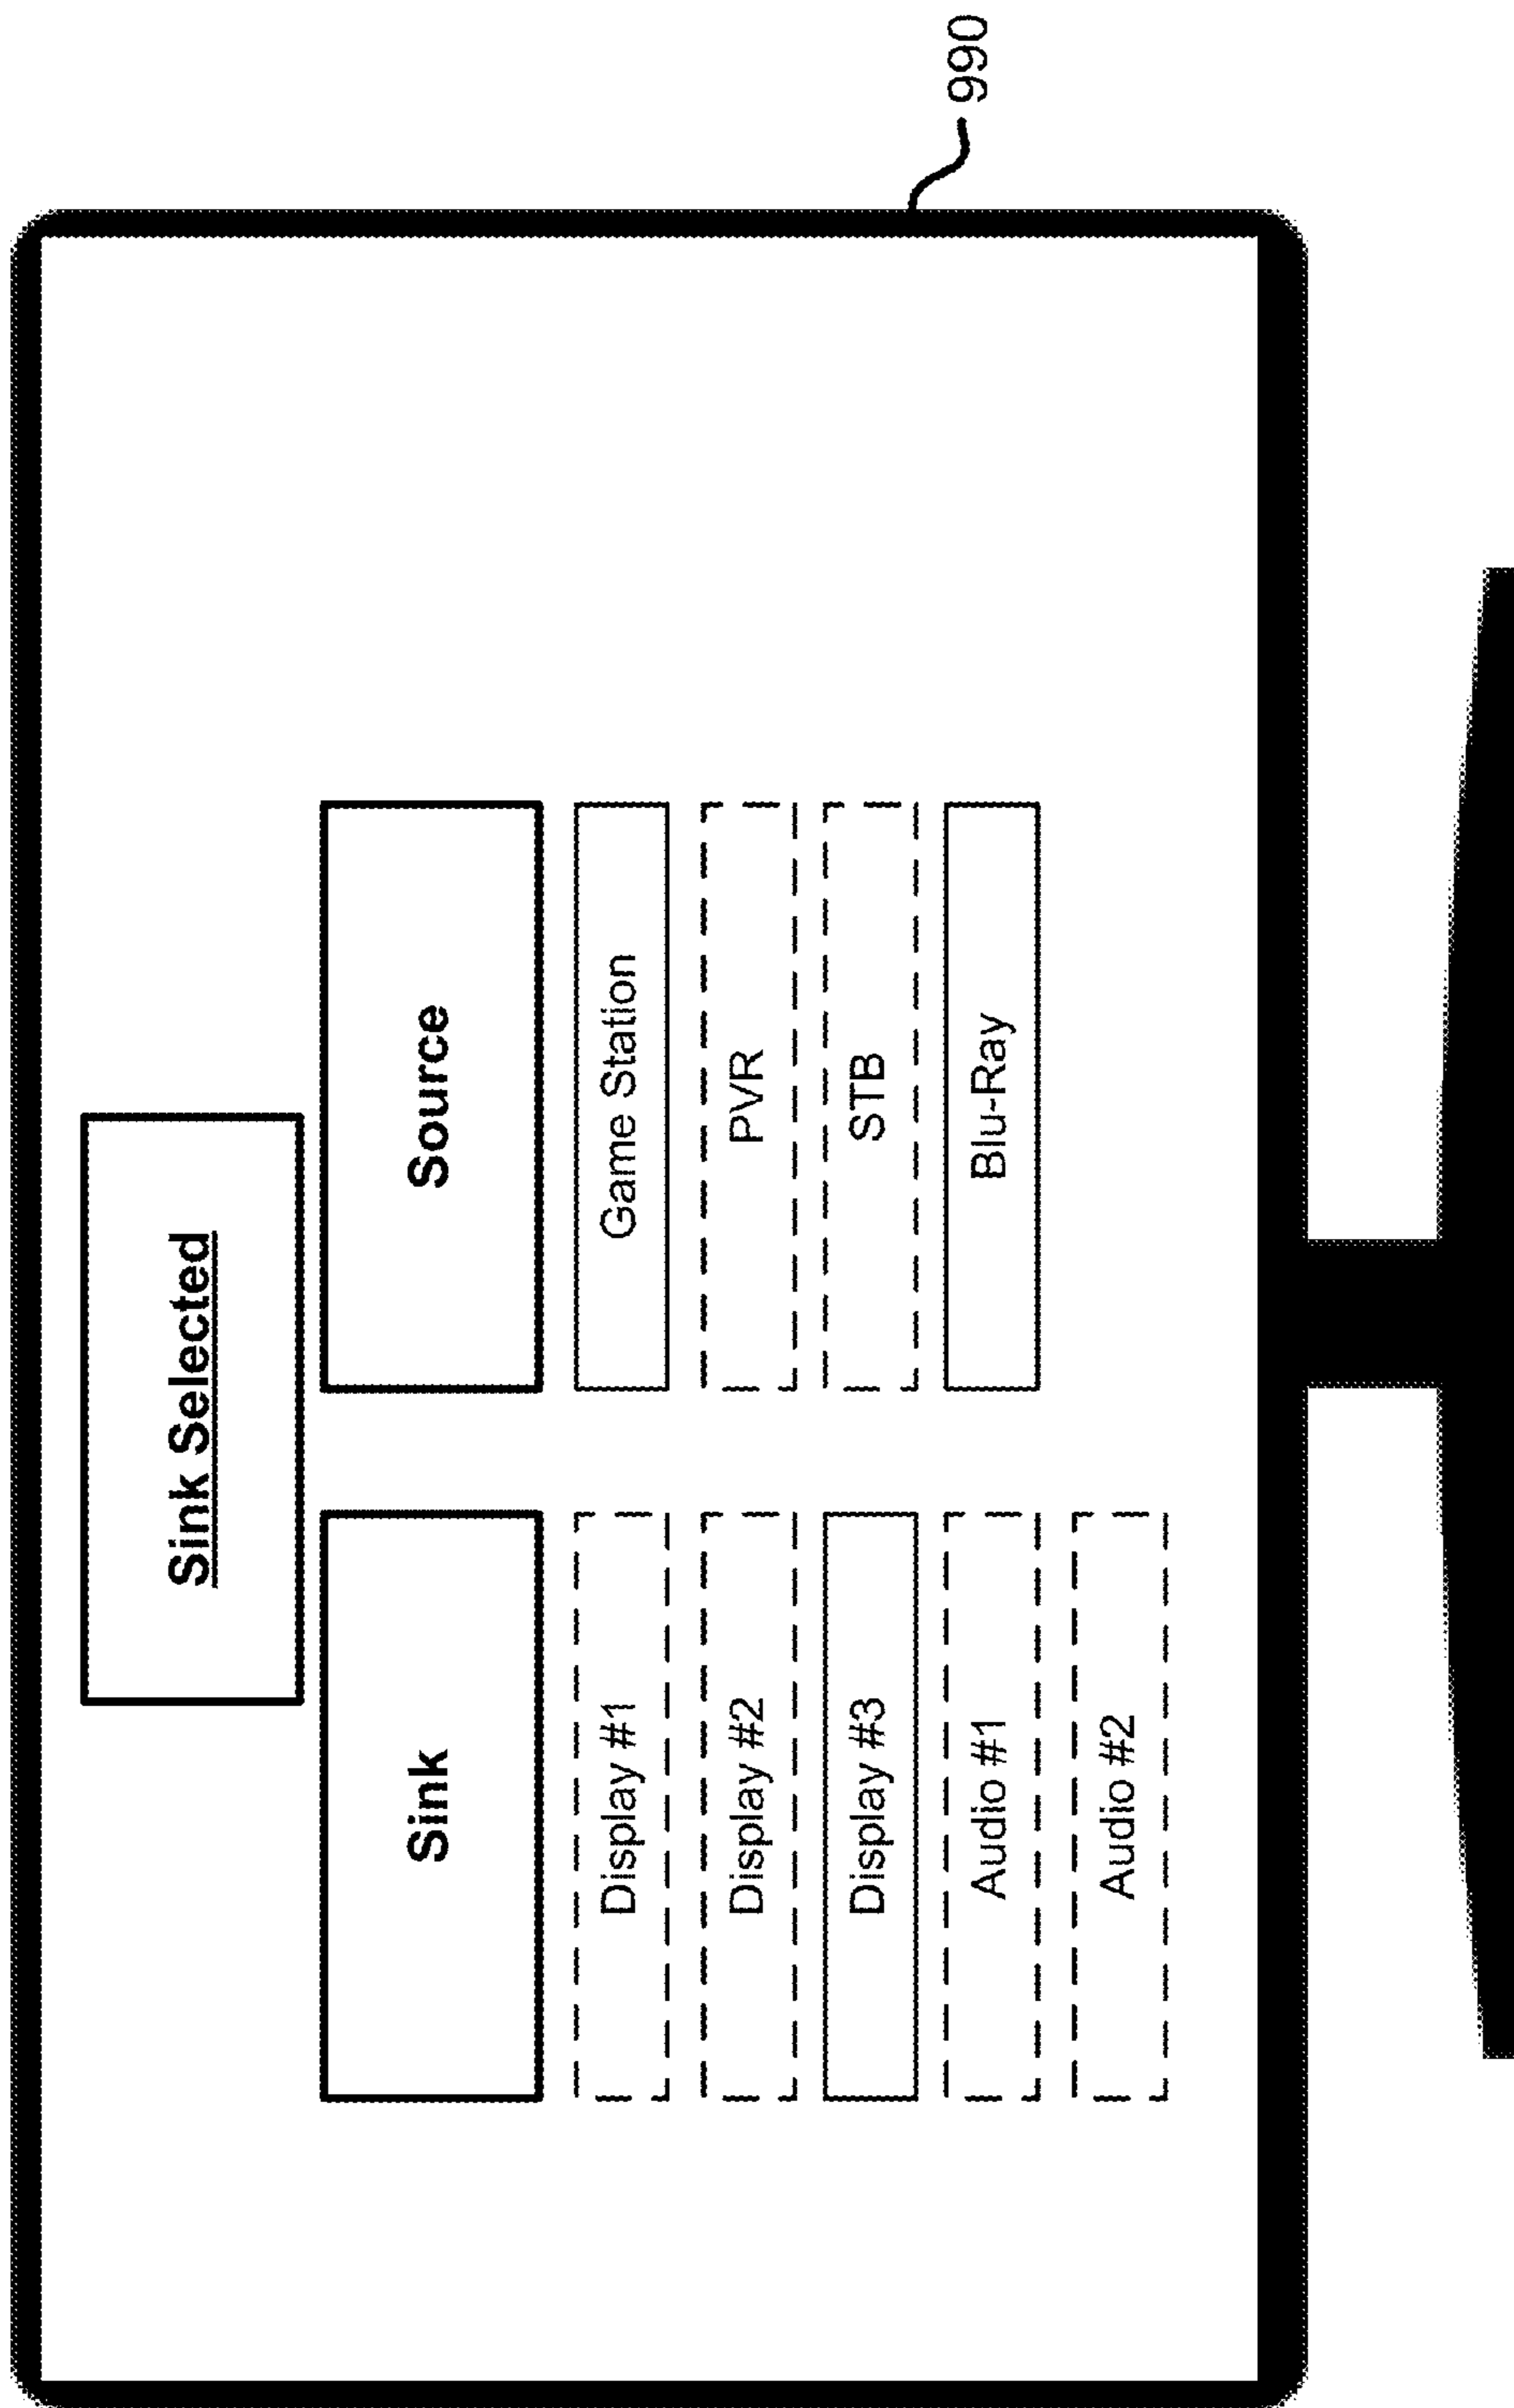 Sink Selected
Sink
Display #1
Display #2
Display #3
Audio #1
Audio #2
Source
Game Station
PVR
STB
Blu-Ray
990